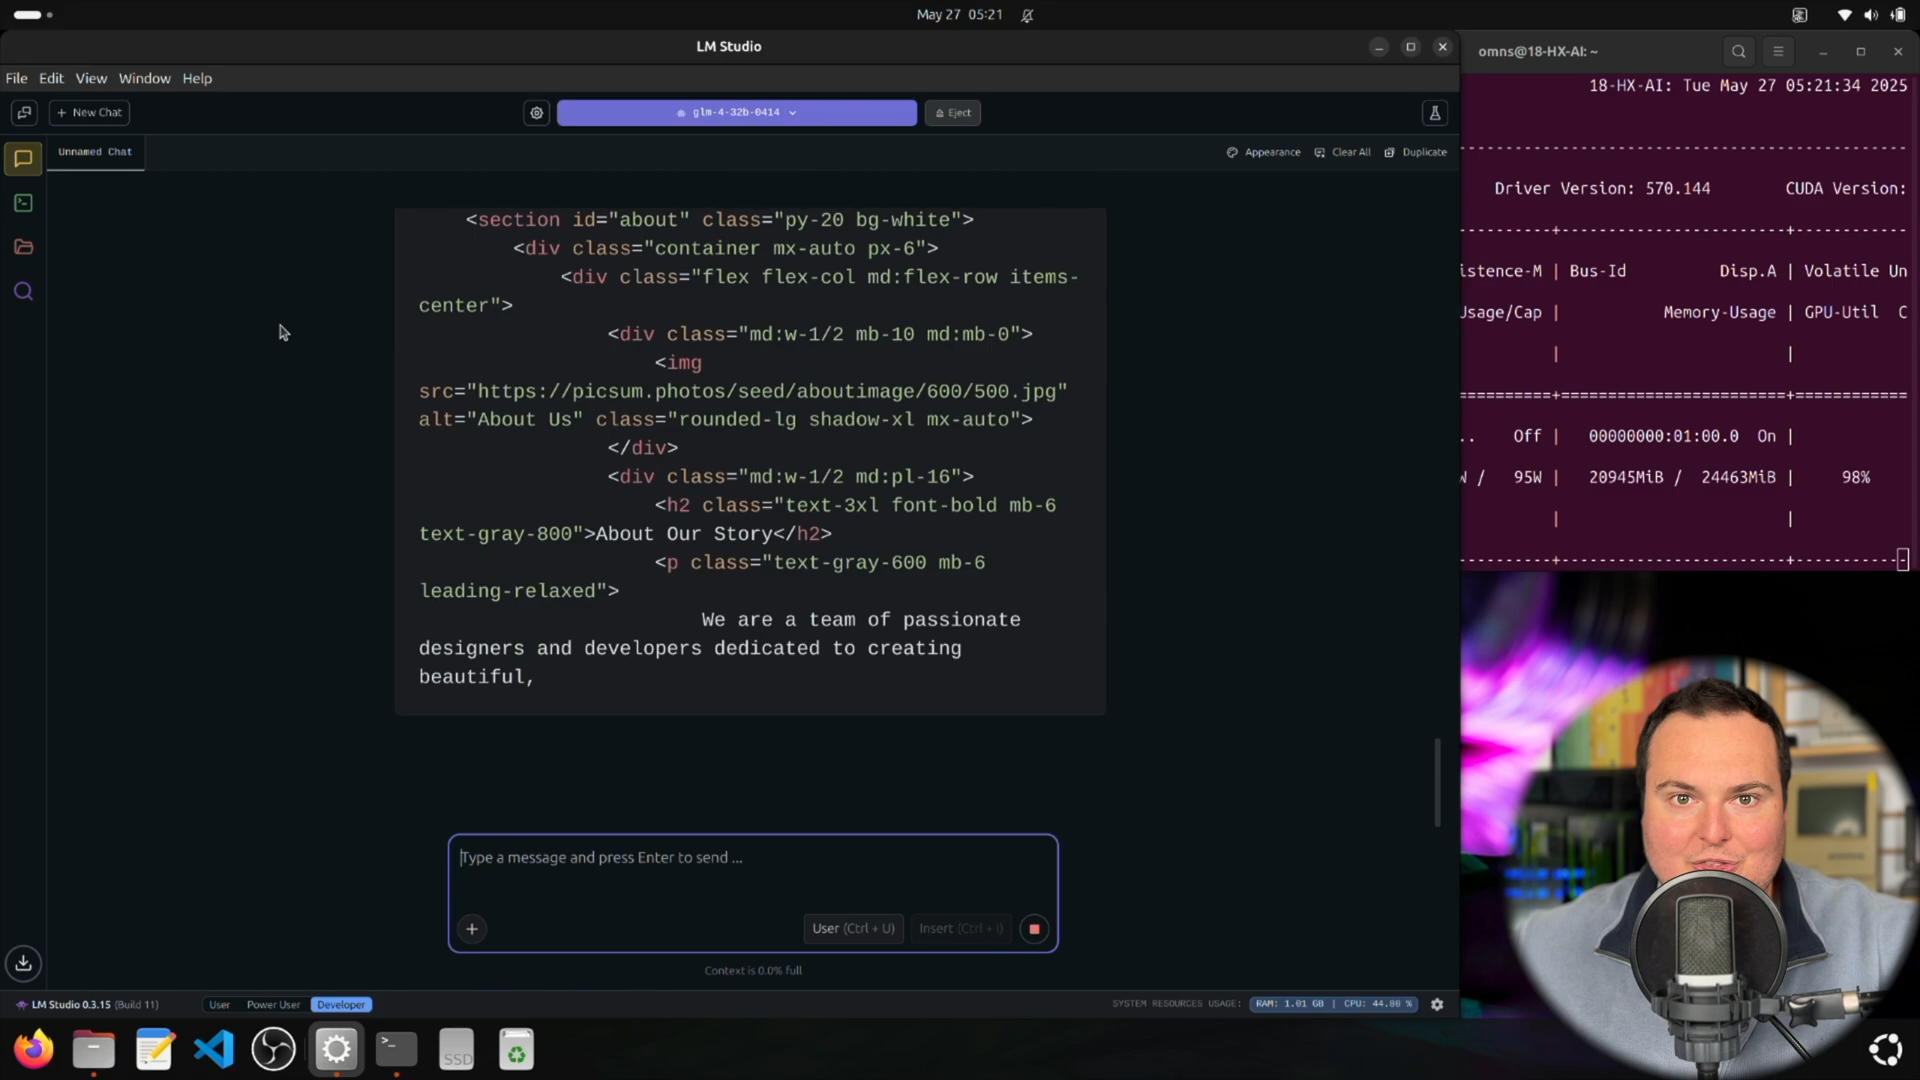 May 27 05:21
LM Studio
File Edit View Window Help
+ New Chat
glm-4-32b-0414
Eject
Unnamed Chat
Appearance
Clear All
Duplicate
<section id="about" class="py-20 bg-white">
<div class="container mx-auto px-6">
<div class="flex flex-col md:flex-row items-
center">
<div class="md:w-1/2 mb-10 md:mb-0">
<img
src="https://picsum.photos/seed/aboutimage/600/500.jpg"
alt="About Us" class="rounded-lg shadow-xl mx-auto">
</div>
<div class="md:w-1/2 md:pl-16">
<h2 class="text-3xl font-bold mb-6
text-gray-800">About Our Story</h2>
<p class="text-gray-600 mb-6
leading-relaxed">
We are a team of passionate
designers and developers dedicated to creating
beautiful,
Type a message and press Enter to send ...
User (Ctrl + U)
Insert (Ctrl + I)
Context is 0.0% full
LM Studio 0.3.15 (Build 11)
User
Power User
Developer
SYSTEM RESOURCES USAGE:
RAM: 1.01 GB | CPU: 44.80 %
SSD
omns@18-HX-AI: ~
18-HX-AI: Tue May 27 05:21:34 2025
Driver Version: 570.144 CUDA Version:
istence-M | Bus-Id Disp.A | Volatile Un
Usage/Cap | Memory-Usage | GPU-Util C
.. Off | 00000000:01:00.0 On |
W / 95W | 20945MiB / 24463MiB | 98%